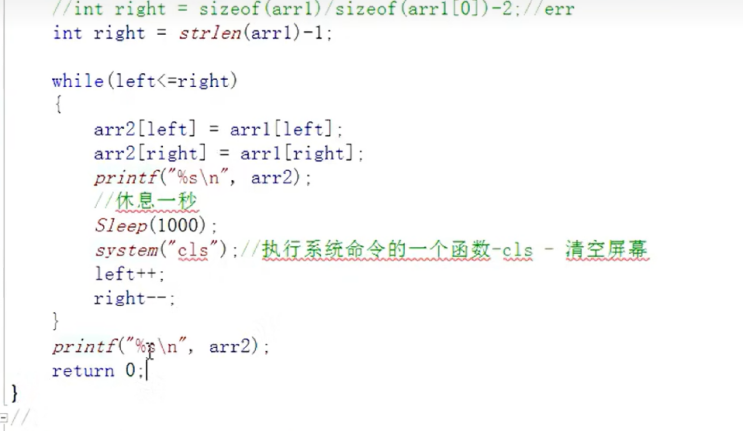 //int right = sizeof(arr1)/sizeof(arr1[0])-2;//err
int right = strlen(arr1)-1;
while(left<=right)
{
arr2[left] = arr1[left];
arr2[right] = arr1[right];
printf("%s\n", arr2);
//休息一秒
Sleep(1000);
system("cls");//执行系统命令的一个函数-cls - 清空屏幕
left++;
right--;
}
printf("%s\n", arr2);
return 0;
}
//